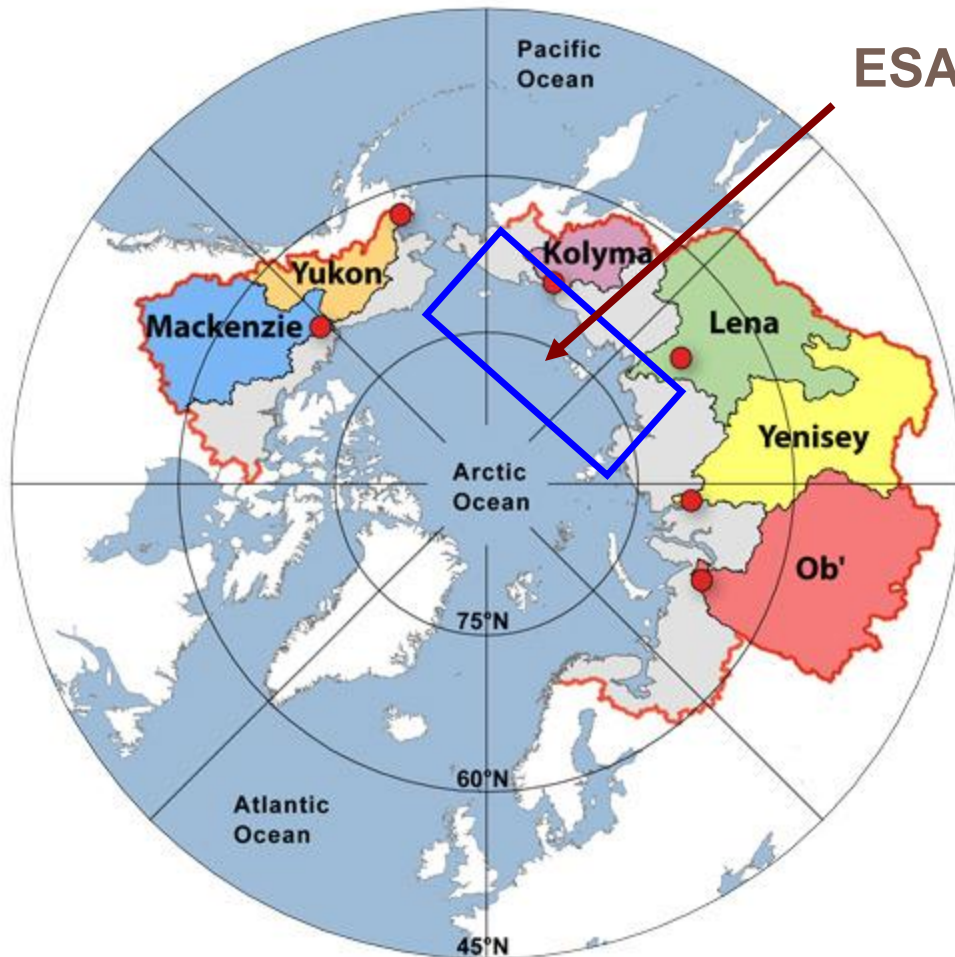 Pacific
Ocean
ESA
Kolyma
Yukon
Mackenzie
Lena
Yenisey
Arctic
Ocean
Ob'
75°N
60°N
Atlantic
Ocean
45°N